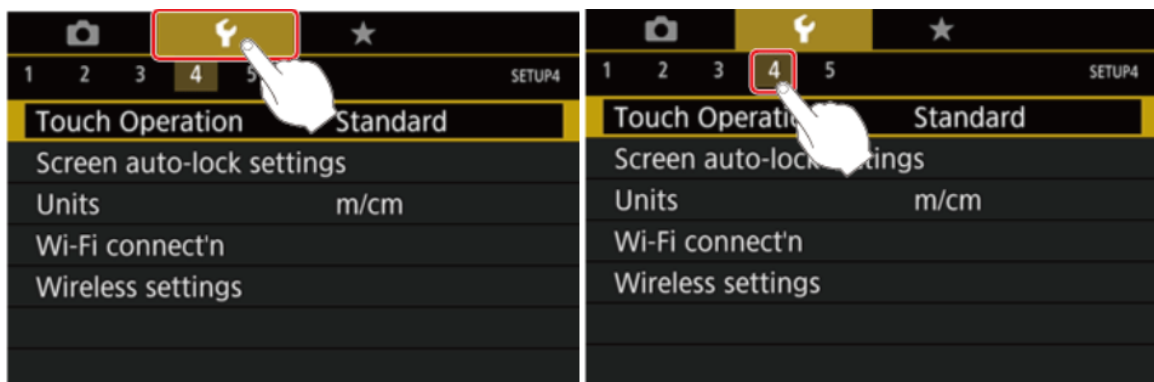 1 2 3 4 5 SETUP4
Touch Operation Standard
Screen auto-lock settings
Units m/cm
Wi-Fi connect'n
Wireless settings
1 2 3 4 5 SETUP4
Touch Operati Standard
Screen auto-lock tings
Units m/cm
Wi-Fi connect'n
Wireless settings